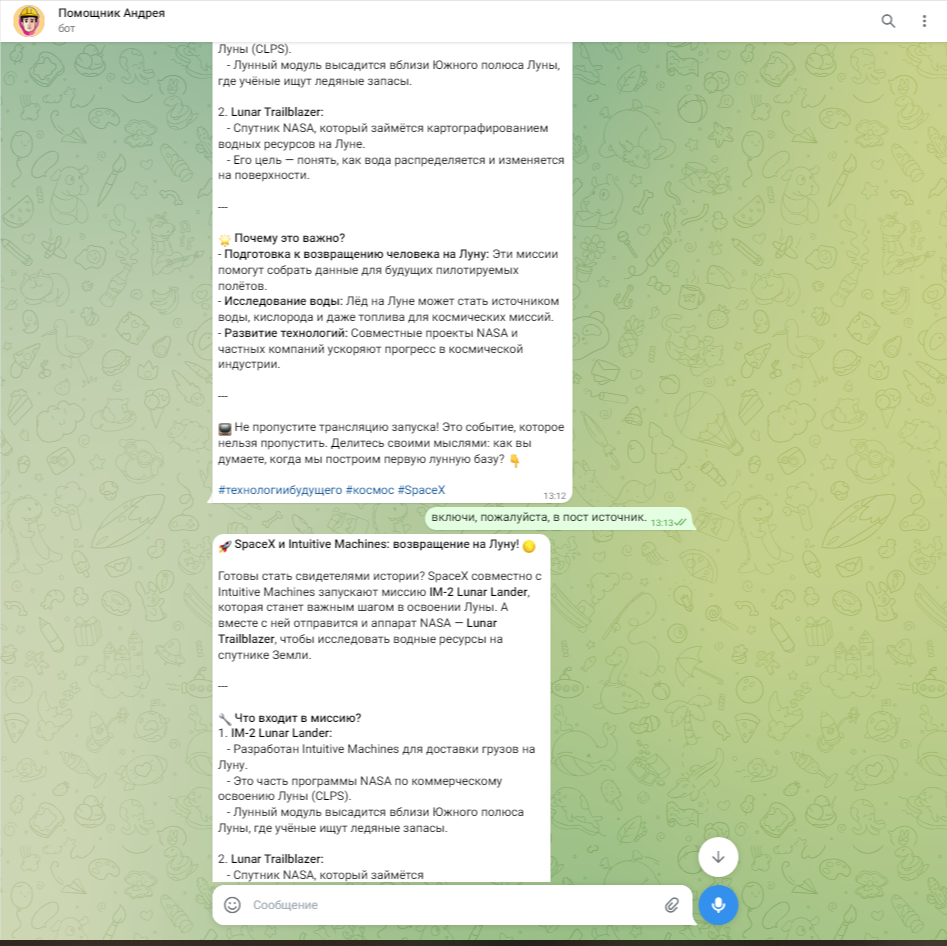 Помощник Андрея
бот
Луны (CLPS).
- Лунный модуль высадится вблизи Южного полюса Луны,
где учёные ищут ледяные запасы.
2. Lunar Trailblazer:
- Спутник NASA, который займётся картографированием
водных ресурсов на Луне.
- Его цель — понять, как вода распределяется и изменяется
на поверхности.
---
🌟 Почему это важно?
- Подготовка к возвращению человека на Луну: Эти миссии
помогут собрать данные для будущих пилотируемых
полётов.
- Исследование воды: Лёд на Луне может стать источником
воды, кислорода и даже топлива для космических миссий.
- Развитие технологий: Совместные проекты NASA и
частных компаний ускоряют прогресс в космической
индустрии.
---
📺 Не пропустите трансляцию запуска! Это событие, которое
нельзя пропустить. Делитесь своими мыслями: как вы
думаете, когда мы построим первую лунную базу? 👇
#технологиибудущего #космос #SpaceX
13:12
включи, пожалуйста, в пост источник. 13:13
🚀 SpaceX и Intuitive Machines: возвращение на Луну! 🌕
Готовы стать свидетелями истории? SpaceX совместно с
Intuitive Machines запускают миссию IM-2 Lunar Lander,
которая станет важным шагом в освоении Луны. А
вместе с ней отправится и аппарат NASA — Lunar
Trailblazer, чтобы исследовать водные ресурсы на
спутнике Земли.
---
🔧 Что входит в миссию?
1. IM-2 Lunar Lander:
- Разработан Intuitive Machines для доставки грузов на
Луну.
- Это часть программы NASA по коммерческому
освоению Луны (CLPS).
- Лунный модуль высадится вблизи Южного полюса
Луны, где учёные ищут ледяные запасы.
2. Lunar Trailblazer:
- Спутник NASA, который займётся
Сообщение